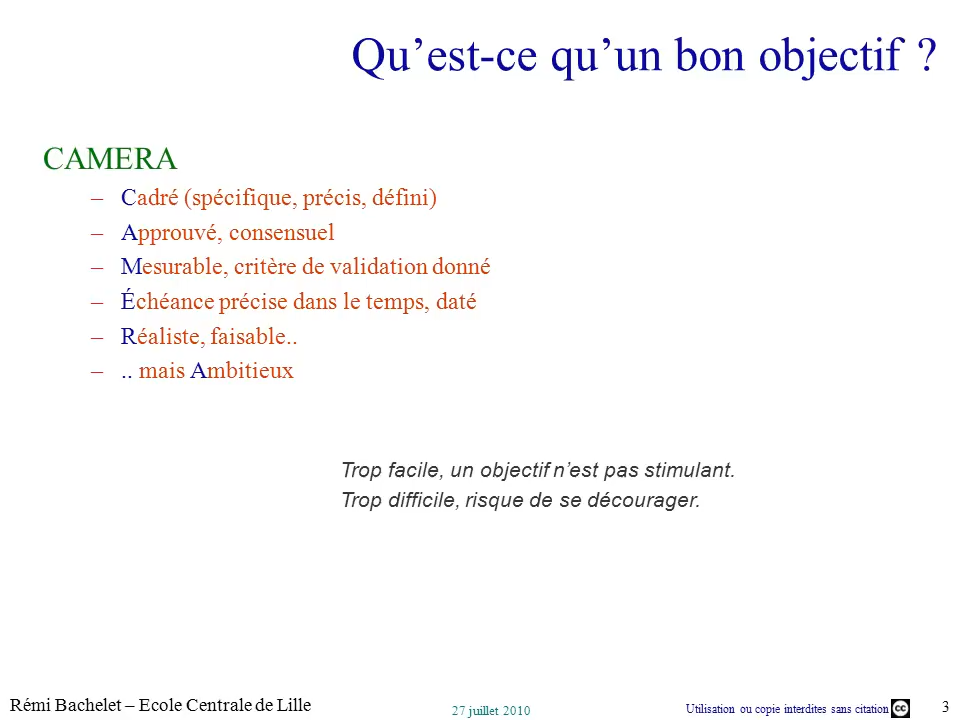 Qu’est-ce qu’un bon objectif ?
CAMERA
– Cadré (spécifique, précis, défini)
– Approuvé, consensuel
– Mesurable, critère de validation donné
– Échéance précise dans le temps, daté
– Réaliste, faisable..
– .. mais Ambitieux
Trop facile, un objectif n’est pas stimulant.
Trop difficile, risque de se décourager.
Rémi Bachelet – Ecole Centrale de Lille
27 juillet 2010
Utilisation ou copie interdites sans citation
cc
3